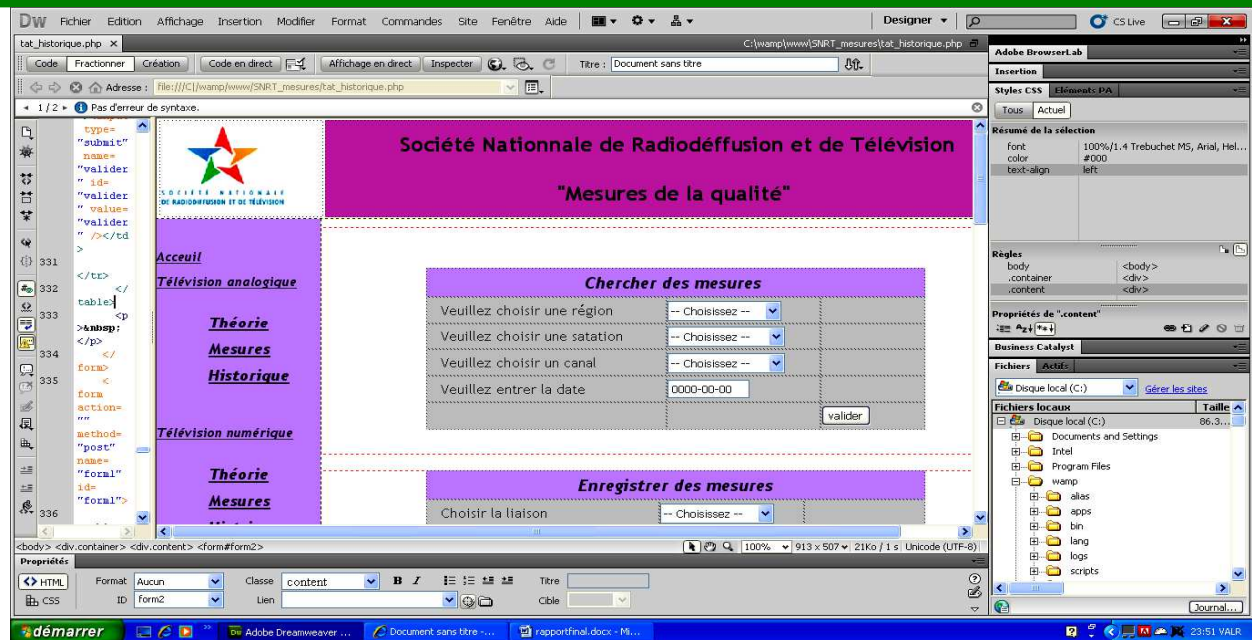 DW Fichier Edition Affichage Insertion Modifier Format Commandes Site Fenêtre Aide Designer CS Live
tat_historique.php × C:\wamp\www\SNRT_mesures\tat_historique.php
Code Fractionner Création Code en direct Affichage en direct Inspecter Titre : Document sans titre
Adresse : file:///C|/wamp/www/SNRT_mesures/tat_historique.php
1 / 2 Pas d'erreur de syntaxe.
type=
"submit"
name=
"valider
" id=
"valider
" value=
"valider
" /></td
>
331
</tr>
332 </
table>
333 <p
>&nbsp;
</p>
334 </
form>
335 <
form
action=
""
method=
"post"
name=
"form1"
id=
"form1">
336
SOCIÉTÉ NATIONALE
DE RADIODIFFUSION ET DE TÉLÉVISION
Société Nationnale de Radiodéffusion et de Télévision
"Mesures de la qualité"
Acceuil
Télévision analogique
Théorie
Mesures
Historique
Télévision numérique
Théorie
Mesures
Chercher des mesures
Veuillez choisir une région -- Choisissez --
Veuillez choisir une satation -- Choisissez --
Veuillez choisir un canal -- Choisissez --
Veuillez entrer la date 0000-00-00
valider
Enregistrer des mesures
Choisir la liaison -- Choisissez --
<body> <div.container> <div.content> <form#form2> 100% 913 x 507 21Ko / 1 s Unicode (UTF-8)
Propriétés
<> HTML Format Aucun Classe content B I Titre
CSS ID form2 Lien Cible
Adobe BrowserLab
Insertion
Styles CSS Eléments PA
Tous Actuel
Résumé de la sélection
font 100%/1.4 Trebuchet MS, Arial, Hel...
color #000
text-align left
Règles
body <body>
.container <div>
.content <div>
Propriétés de ".content"
Business Catalyst
Fichiers Actifs
Disque local (C:) Gérer les sites
Fichiers locaux Taille
Disque local (C:) 86.3...
Documents and Settings
Intel
Program Files
wamp
alias
apps
bin
lang
logs
scripts
Journal...
démarrer Adobe Dreamweaver ... Document sans titre -... rapportfinal.docx - Mi... 23:51 VALR